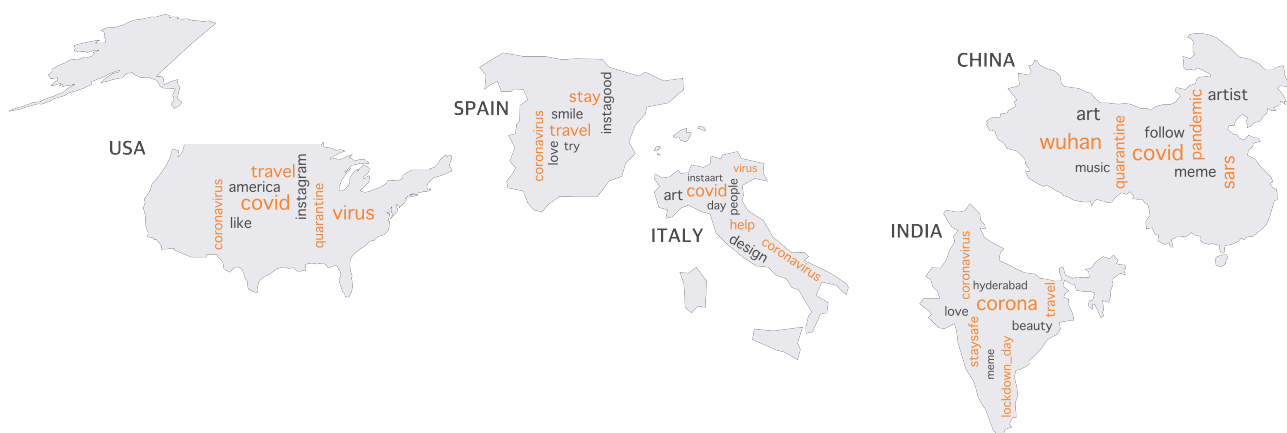 USA
travel
america
covid
like
coronavirus
instagram
quarantine
virus
SPAIN
stay
smile
travel
try
coronavirus
love
instagood
ITALY
virus
instaart
covid
art
day
people
help
design
coronavirus
CHINA
artist
art
pandemic
follow
wuhan
covid
quarantine
music
meme
sars
INDIA
coronavirus
hyderabad
corona
travel
love
beauty
staysafe
meme
lockdown_day